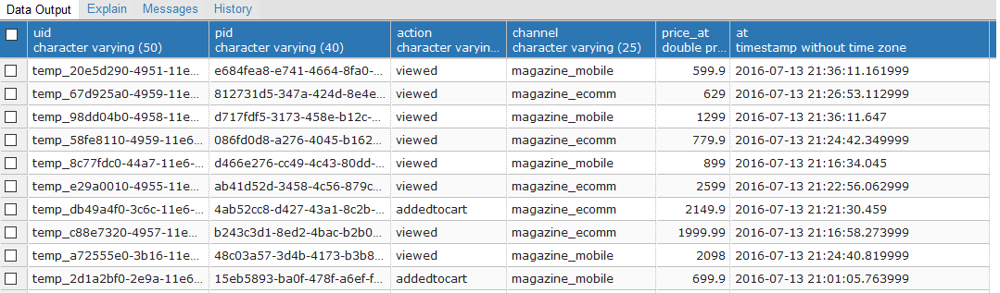 Data Output Explain Messages History
uid pid action channel price_at at
character varying (50) character varying (40) character varyin... character varying (25) double pr... timestamp without time zone
temp_20e5d290-4951-11e... e684fea8-e741-4664-8fa0-... viewed magazine_mobile 599.9 2016-07-13 21:36:11.161999
temp_67d925a0-4959-11e... 812731d5-347a-424d-8e4e... viewed magazine_ecomm 629 2016-07-13 21:26:53.112999
temp_98dd04b0-4958-11e... d717fdf5-3173-458e-b12c-... viewed magazine_mobile 1299 2016-07-13 21:36:11.647
temp_58fe8110-4959-11e6... 086fd0d8-a276-4045-b162... viewed magazine_ecomm 779.9 2016-07-13 21:24:42.349999
temp_8c77fdc0-44a7-11e6-... d466e276-cc49-4c43-80dd-... viewed magazine_mobile 899 2016-07-13 21:16:34.045
temp_e29a0010-4955-11e... ab41d52d-3458-4c56-879c... viewed magazine_ecomm 2599 2016-07-13 21:22:56.062999
temp_db49a4f0-3c6c-11e6-... 4ab52cc8-d427-43a1-8c2b-... addedtocart magazine_ecomm 2149.9 2016-07-13 21:21:30.459
temp_c88e7320-4957-11e... b243c3d1-8ed2-4bac-b2b0... viewed magazine_ecomm 1999.99 2016-07-13 21:16:58.273999
temp_a72555e0-3b16-11e... 48c03a57-3d4b-4173-b3b8... viewed magazine_mobile 2098 2016-07-13 21:24:40.819999
temp_2d1a2bf0-2e9a-11e6... 15eb5893-ba0f-478f-a6ef-f... addedtocart magazine_mobile 699.9 2016-07-13 21:01:05.763999